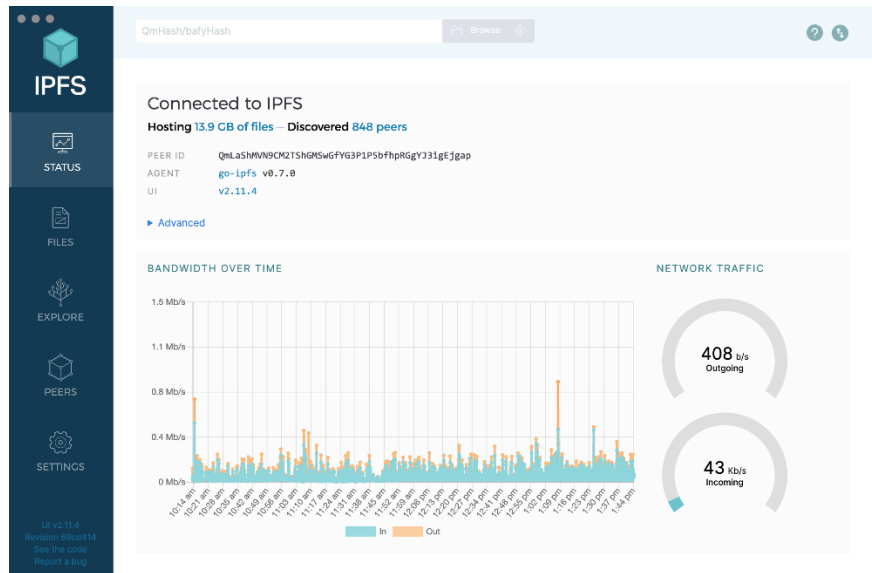 QmHash/bafyHash
Browse
IPFS
STATUS
FILES
EXPLORE
PEERS
SETTINGS
UI v2.11.4
Revision 69cd414
See the code
Report a bug
Connected to IPFS
Hosting 13.9 GB of files — Discovered 848 peers
PEER ID QmLaShMVN9CM2TShGMSwGfYG3P1P5bfhpRGgYJ3igEjgap
AGENT go-ipfs v0.7.0
UI v2.11.4
Advanced
BANDWIDTH OVER TIME
1.5 Mb/s
1.1 Mb/s
0.8 Mb/s
0.4 Mb/s
0 Mb/s
10:14 am 10:21 am 10:28 am 10:35 am 10:42 am 10:49 am 10:56 am 11:03 am 11:10 am 11:17 am 11:24 am 11:31 am 11:38 am 11:45 am 11:52 am 11:59 am 12:06 pm 12:13 pm 12:20 pm 12:27 pm 12:34 pm 12:41 pm 12:48 pm 12:55 pm 1:02 pm 1:09 pm 1:16 pm 1:23 pm 1:30 pm 1:37 pm 1:44 pm
In Out
NETWORK TRAFFIC
408 b/s
Outgoing
43 Kb/s
Incoming